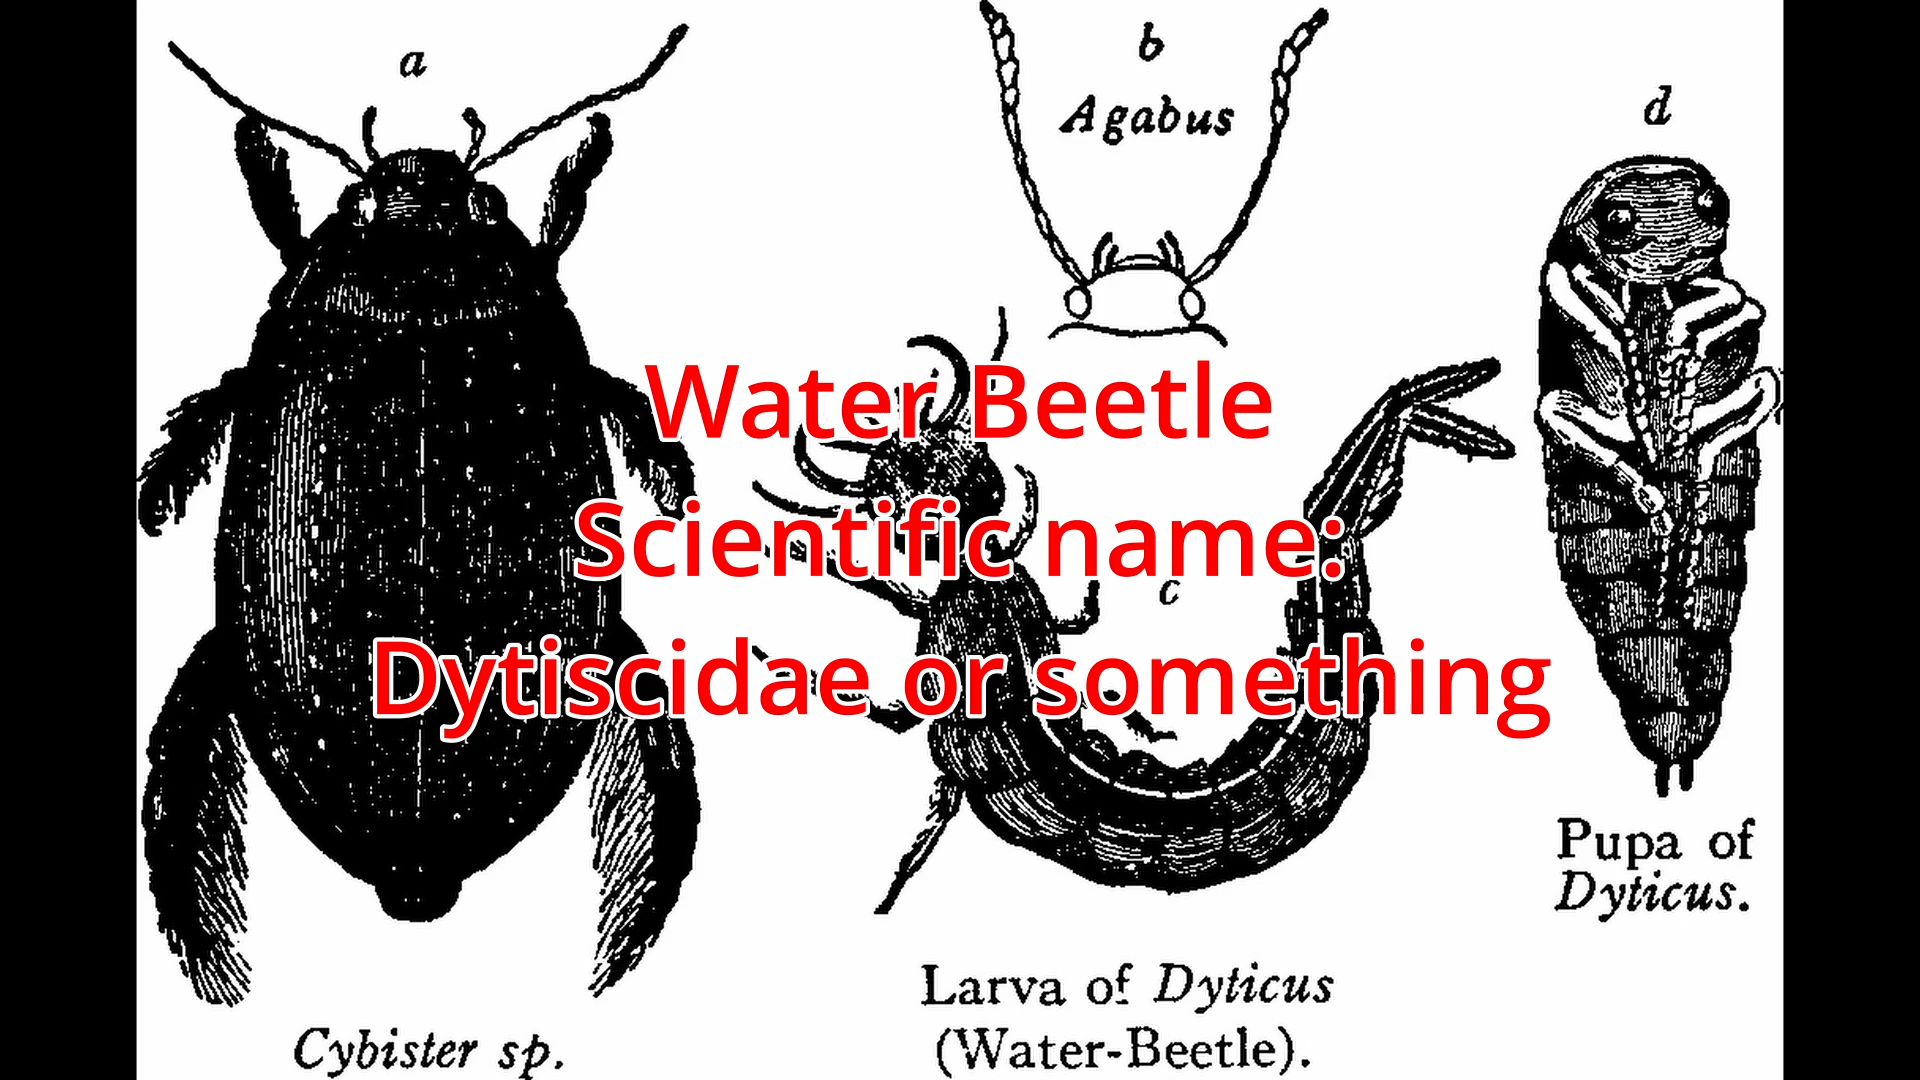 a
b
Agabus
d
Water Beetle
Scientific name:
c
Dytiscidae or something
Pupa of
Dyticus.
Larva of Dyticus
(Water-Beetle).
Cybister sp.